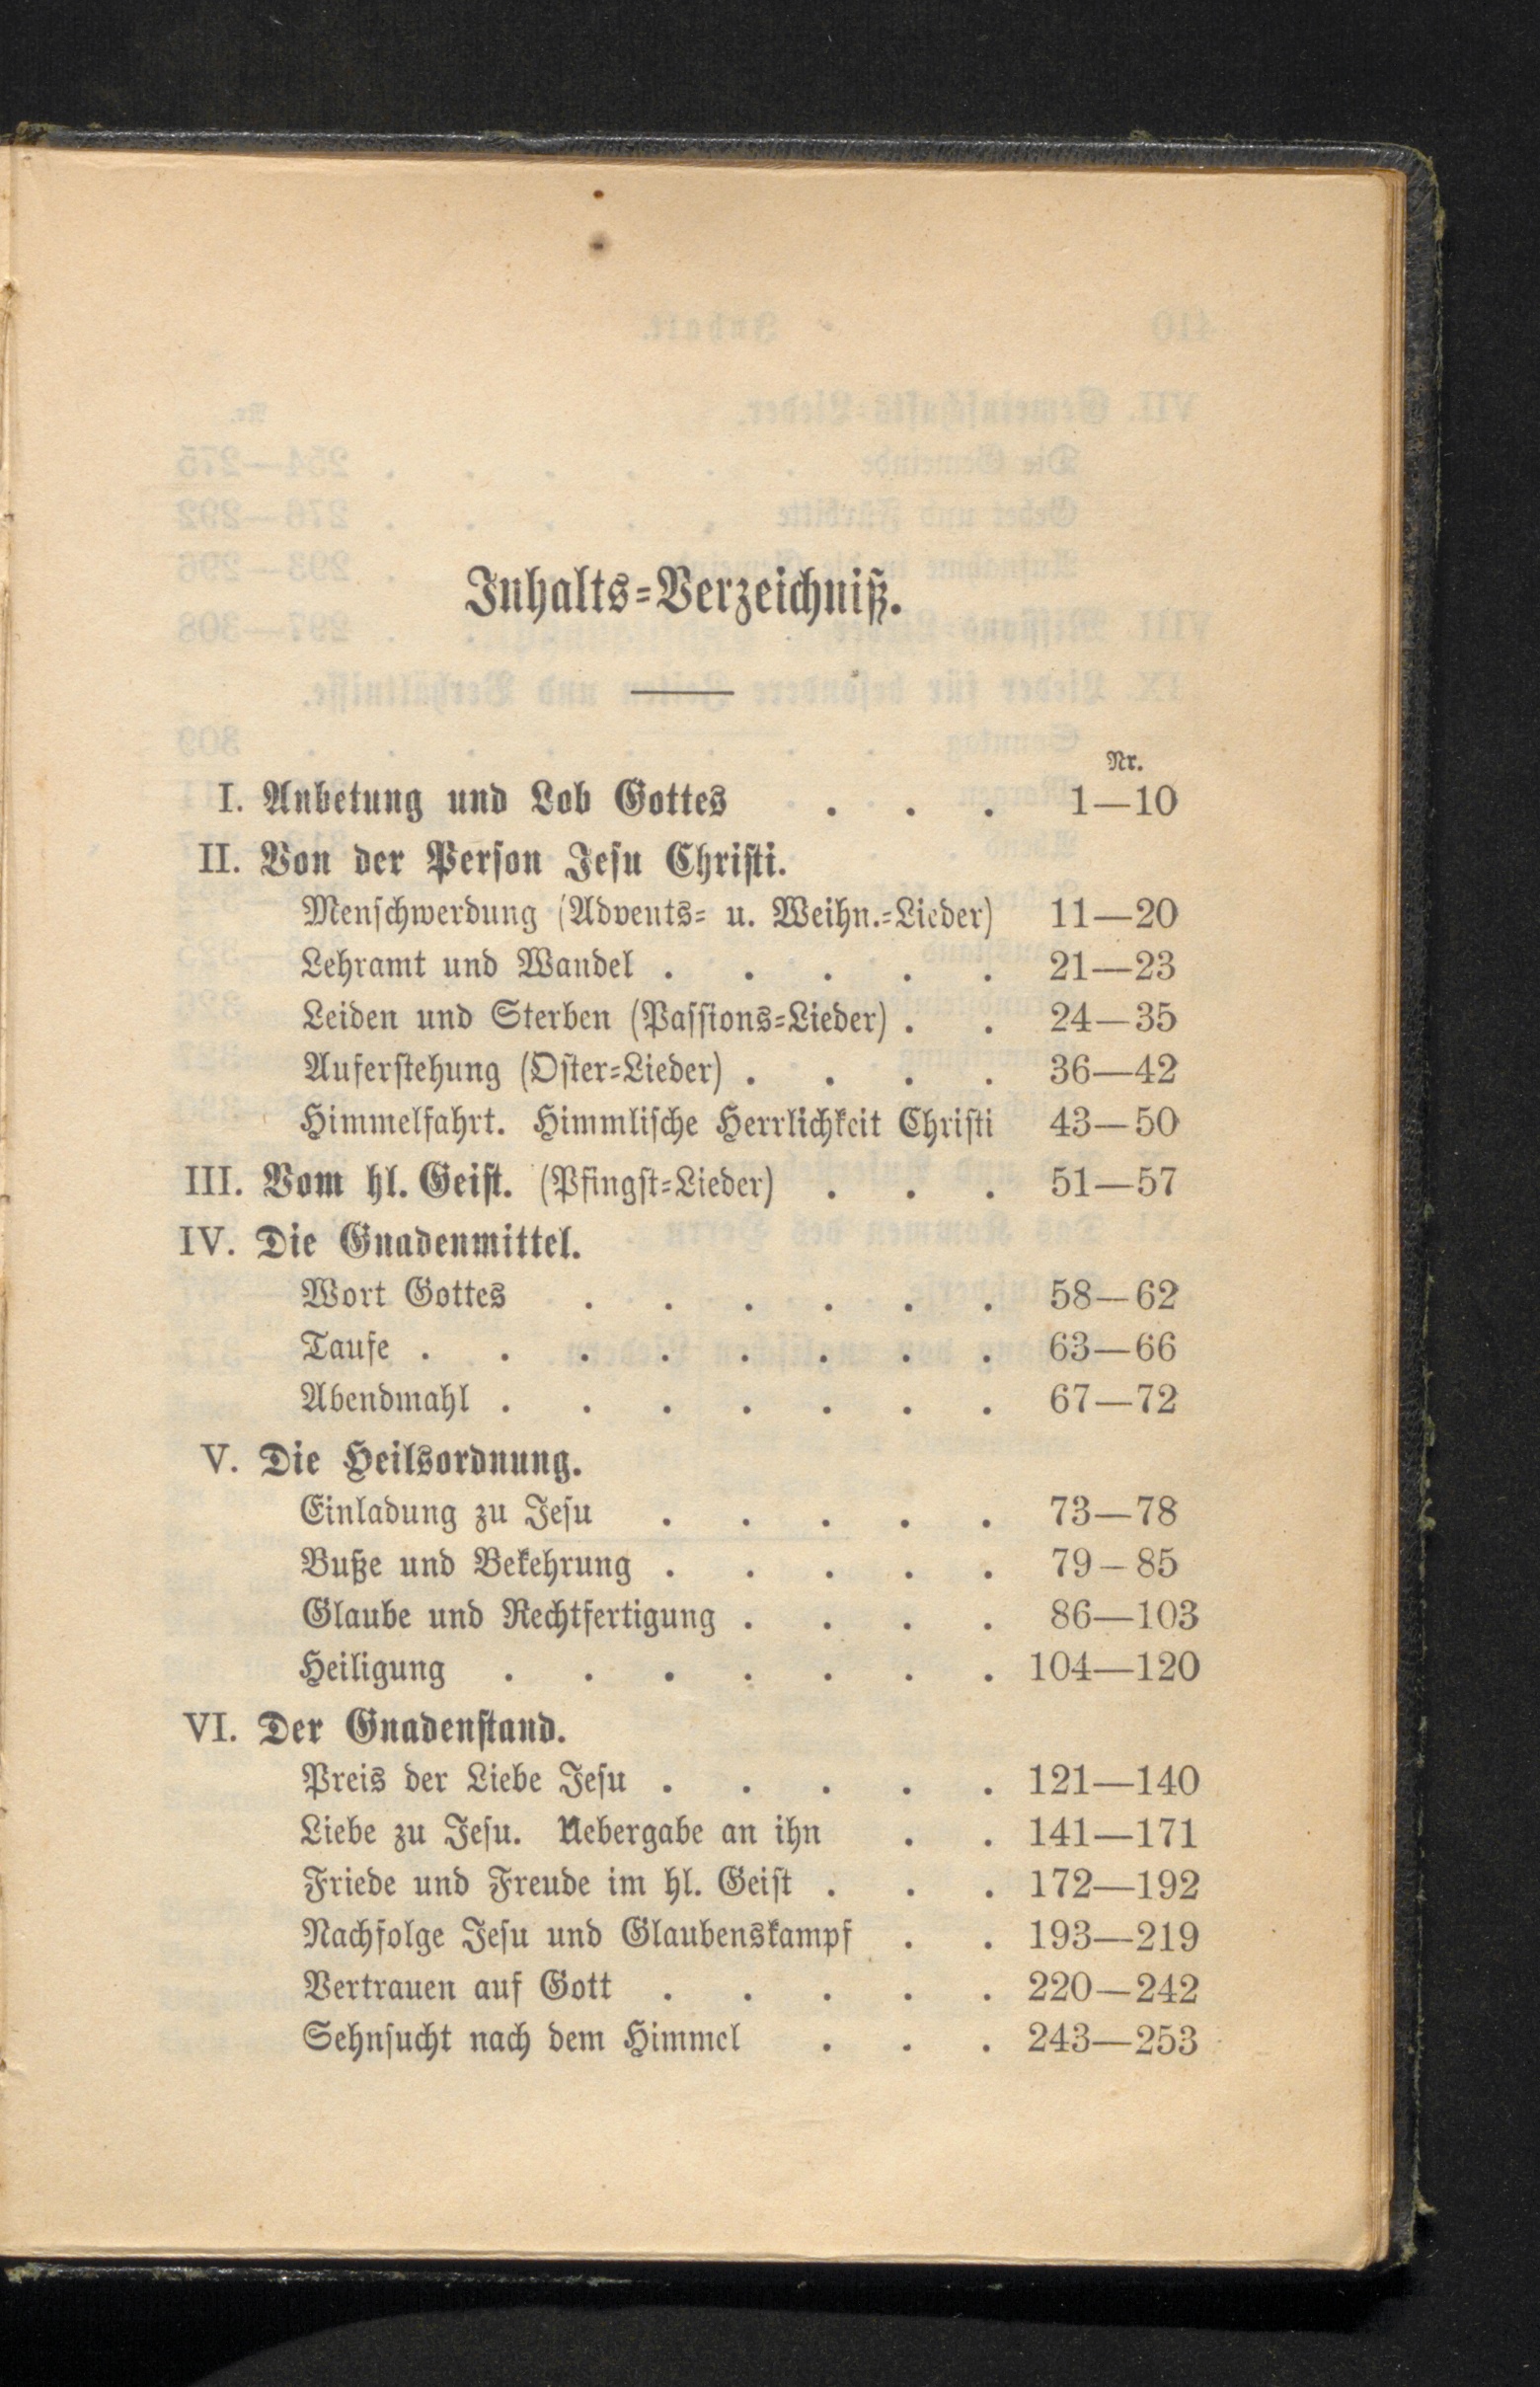 Inhalts-Verzeichniß.
Nr.
I. Anbetung und Lob Gottes . . . 1—10
II. Von der Person Jesu Christi.
Menschwerdung (Advents- u. Weihn.-Lieder) 11—20
Lehramt und Wandel . . . . . 21—23
Leiden und Sterben (Passions-Lieder) . . 24—35
Auferstehung (Oster-Lieder) . . . . 36—42
Himmelfahrt. Himmlische Herrlichkeit Christi 43—50
III. Vom hl. Geist. (Pfingst-Lieder) . . . 51—57
IV. Die Gnadenmittel.
Wort Gottes . . . . . . 58—62
Taufe . . . . . . . . 63—66
Abendmahl . . . . . . . 67—72
V. Die Heilsordnung.
Einladung zu Jesu . . . . . 73—78
Buße und Bekehrung . . . . . 79–85
Glaube und Rechtfertigung . . . . 86—103
Heiligung . . . . . . . 104—120
VI. Der Gnadenstand.
Preis der Liebe Jesu . . . . . 121—140
Liebe zu Jesu. Uebergabe an ihn . . 141—171
Friede und Freude im hl. Geist . . . 172—192
Nachfolge Jesu und Glaubenskampf . . 193—219
Vertrauen auf Gott . . . . . 220—242
Sehnsucht nach dem Himmel . . . 243—253